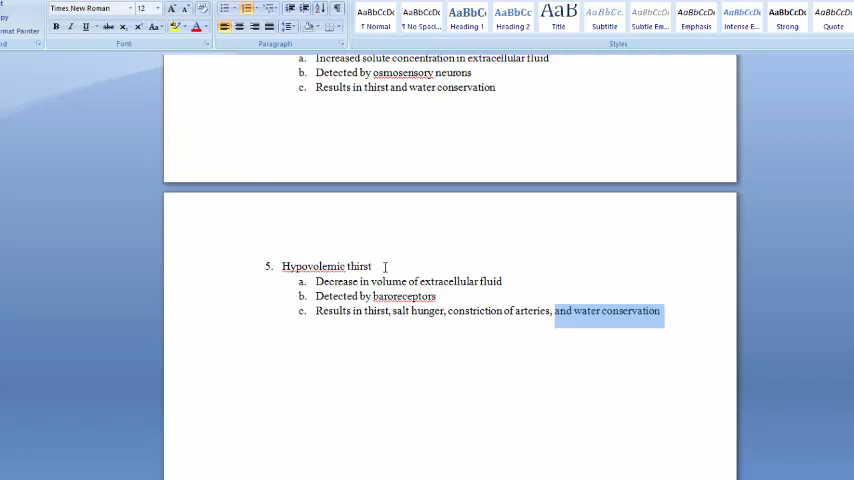 Times New Roman 12
ormat Painter
Font
Paragraph
Styles
AaBbCcDc AaBbCcDc AaBbC AaBbCc AaB AaBbCc. AaBbCcDc AaBbCcDc AaBbCcDc AaBbCcDc
¶ Normal ¶ No Spaci... Heading 1 Heading 2 Title Subtitle Subtle Em... Emphasis Intense E... Strong Quote
a. Increased solute concentration in extracellular fluid
b. Detected by osmosensory neurons
c. Results in thirst and water conservation
5. Hypovolemic thirst
a. Decrease in volume of extracellular fluid
b. Detected by baroreceptors
c. Results in thirst, salt hunger, constriction of arteries, and water conservation